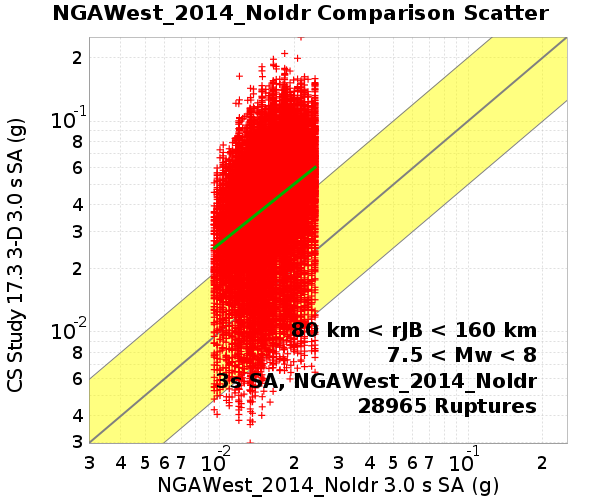 NGAWest_2014_NoIdr Comparison Scatter
CS Study 17.3 3-D 3.0 s SA (g)
2
10⁻¹
8
6
4
3
2
10⁻²
8
6
4
3
80 km < rJB < 160 km
7.5 < Mw < 8
3s SA, NGAWest_2014_NoIdr
28965 Ruptures
3 4 5 6 7 10⁻² 2 3 4 5 6 7 10⁻¹ 2
NGAWest_2014_NoIdr 3.0 s SA (g)